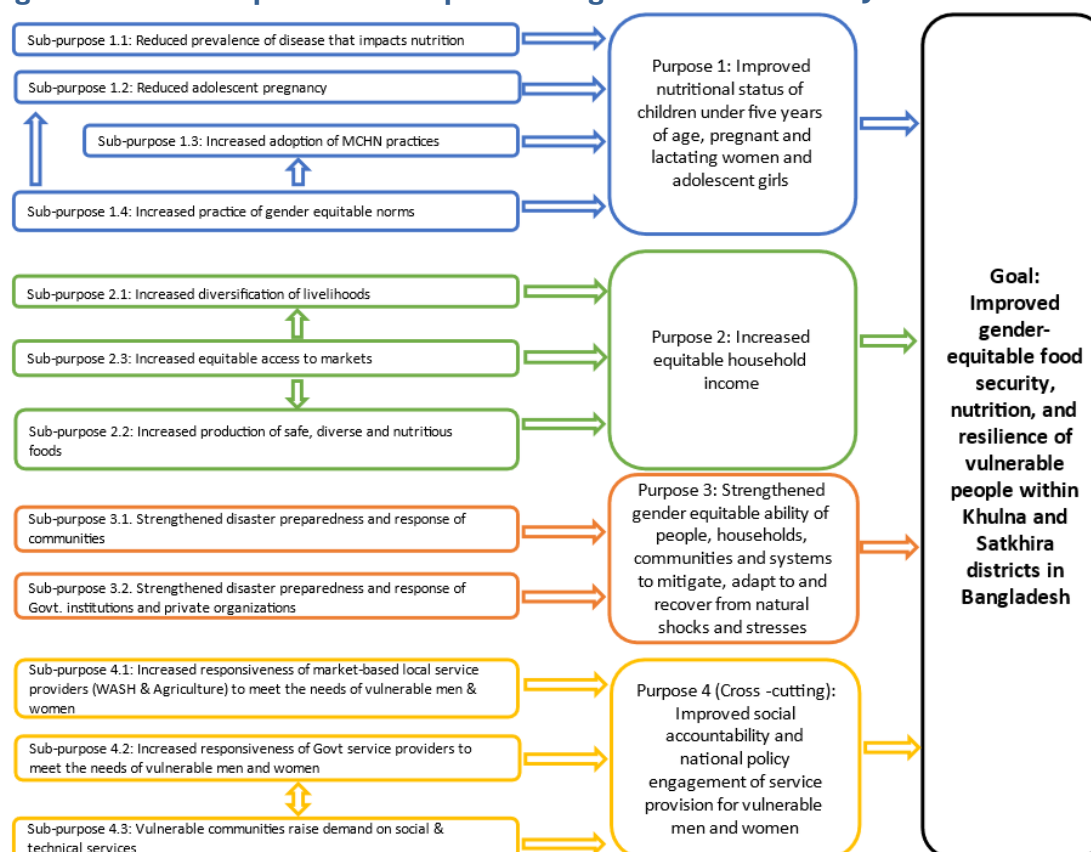 Sub-purpose 1.1: Reduced prevalence of disease that impacts nutrition
Sub-purpose 1.2: Reduced adolescent pregnancy
Sub-purpose 1.3: Increased adoption of MCHN practices
Sub-purpose 1.4: Increased practice of gender equitable norms
Purpose 1: Improved
nutritional status of
children under five years
of age, pregnant and
lactating women and
adolescent girls
Sub-purpose 2.1: Increased diversification of livelihoods
Sub-purpose 2.3: Increased equitable access to markets
Sub-purpose 2.2: Increased production of safe, diverse and nutritious
foods
Purpose 2: Increased
equitable household
income
Sub-purpose 3.1. Strengthened disaster preparedness and response of
communities
Sub-purpose 3.2. Strengthened disaster preparedness and response of
Govt. institutions and private organizations
Purpose 3: Strengthened
gender equitable ability of
people, households,
communities and systems
to mitigate, adapt to and
recover from natural
shocks and stresses
Sub-purpose 4.1: Increased responsiveness of market-based local service
providers (WASH & Agriculture) to meet the needs of vulnerable men &
women
Sub-purpose 4.2: Increased responsiveness of Govt service providers to
meet the needs of vulnerable men and women
Sub-purpose 4.3: Vulnerable communities raise demand on social &
technical services
Purpose 4 (Cross -cutting):
Improved social
accountability and
national policy
engagement of service
provision for vulnerable
men and women
Goal:
Improved
gender-
equitable food
security,
nutrition, and
resilience of
vulnerable
people within
Khulna and
Satkhira
districts in
Bangladesh